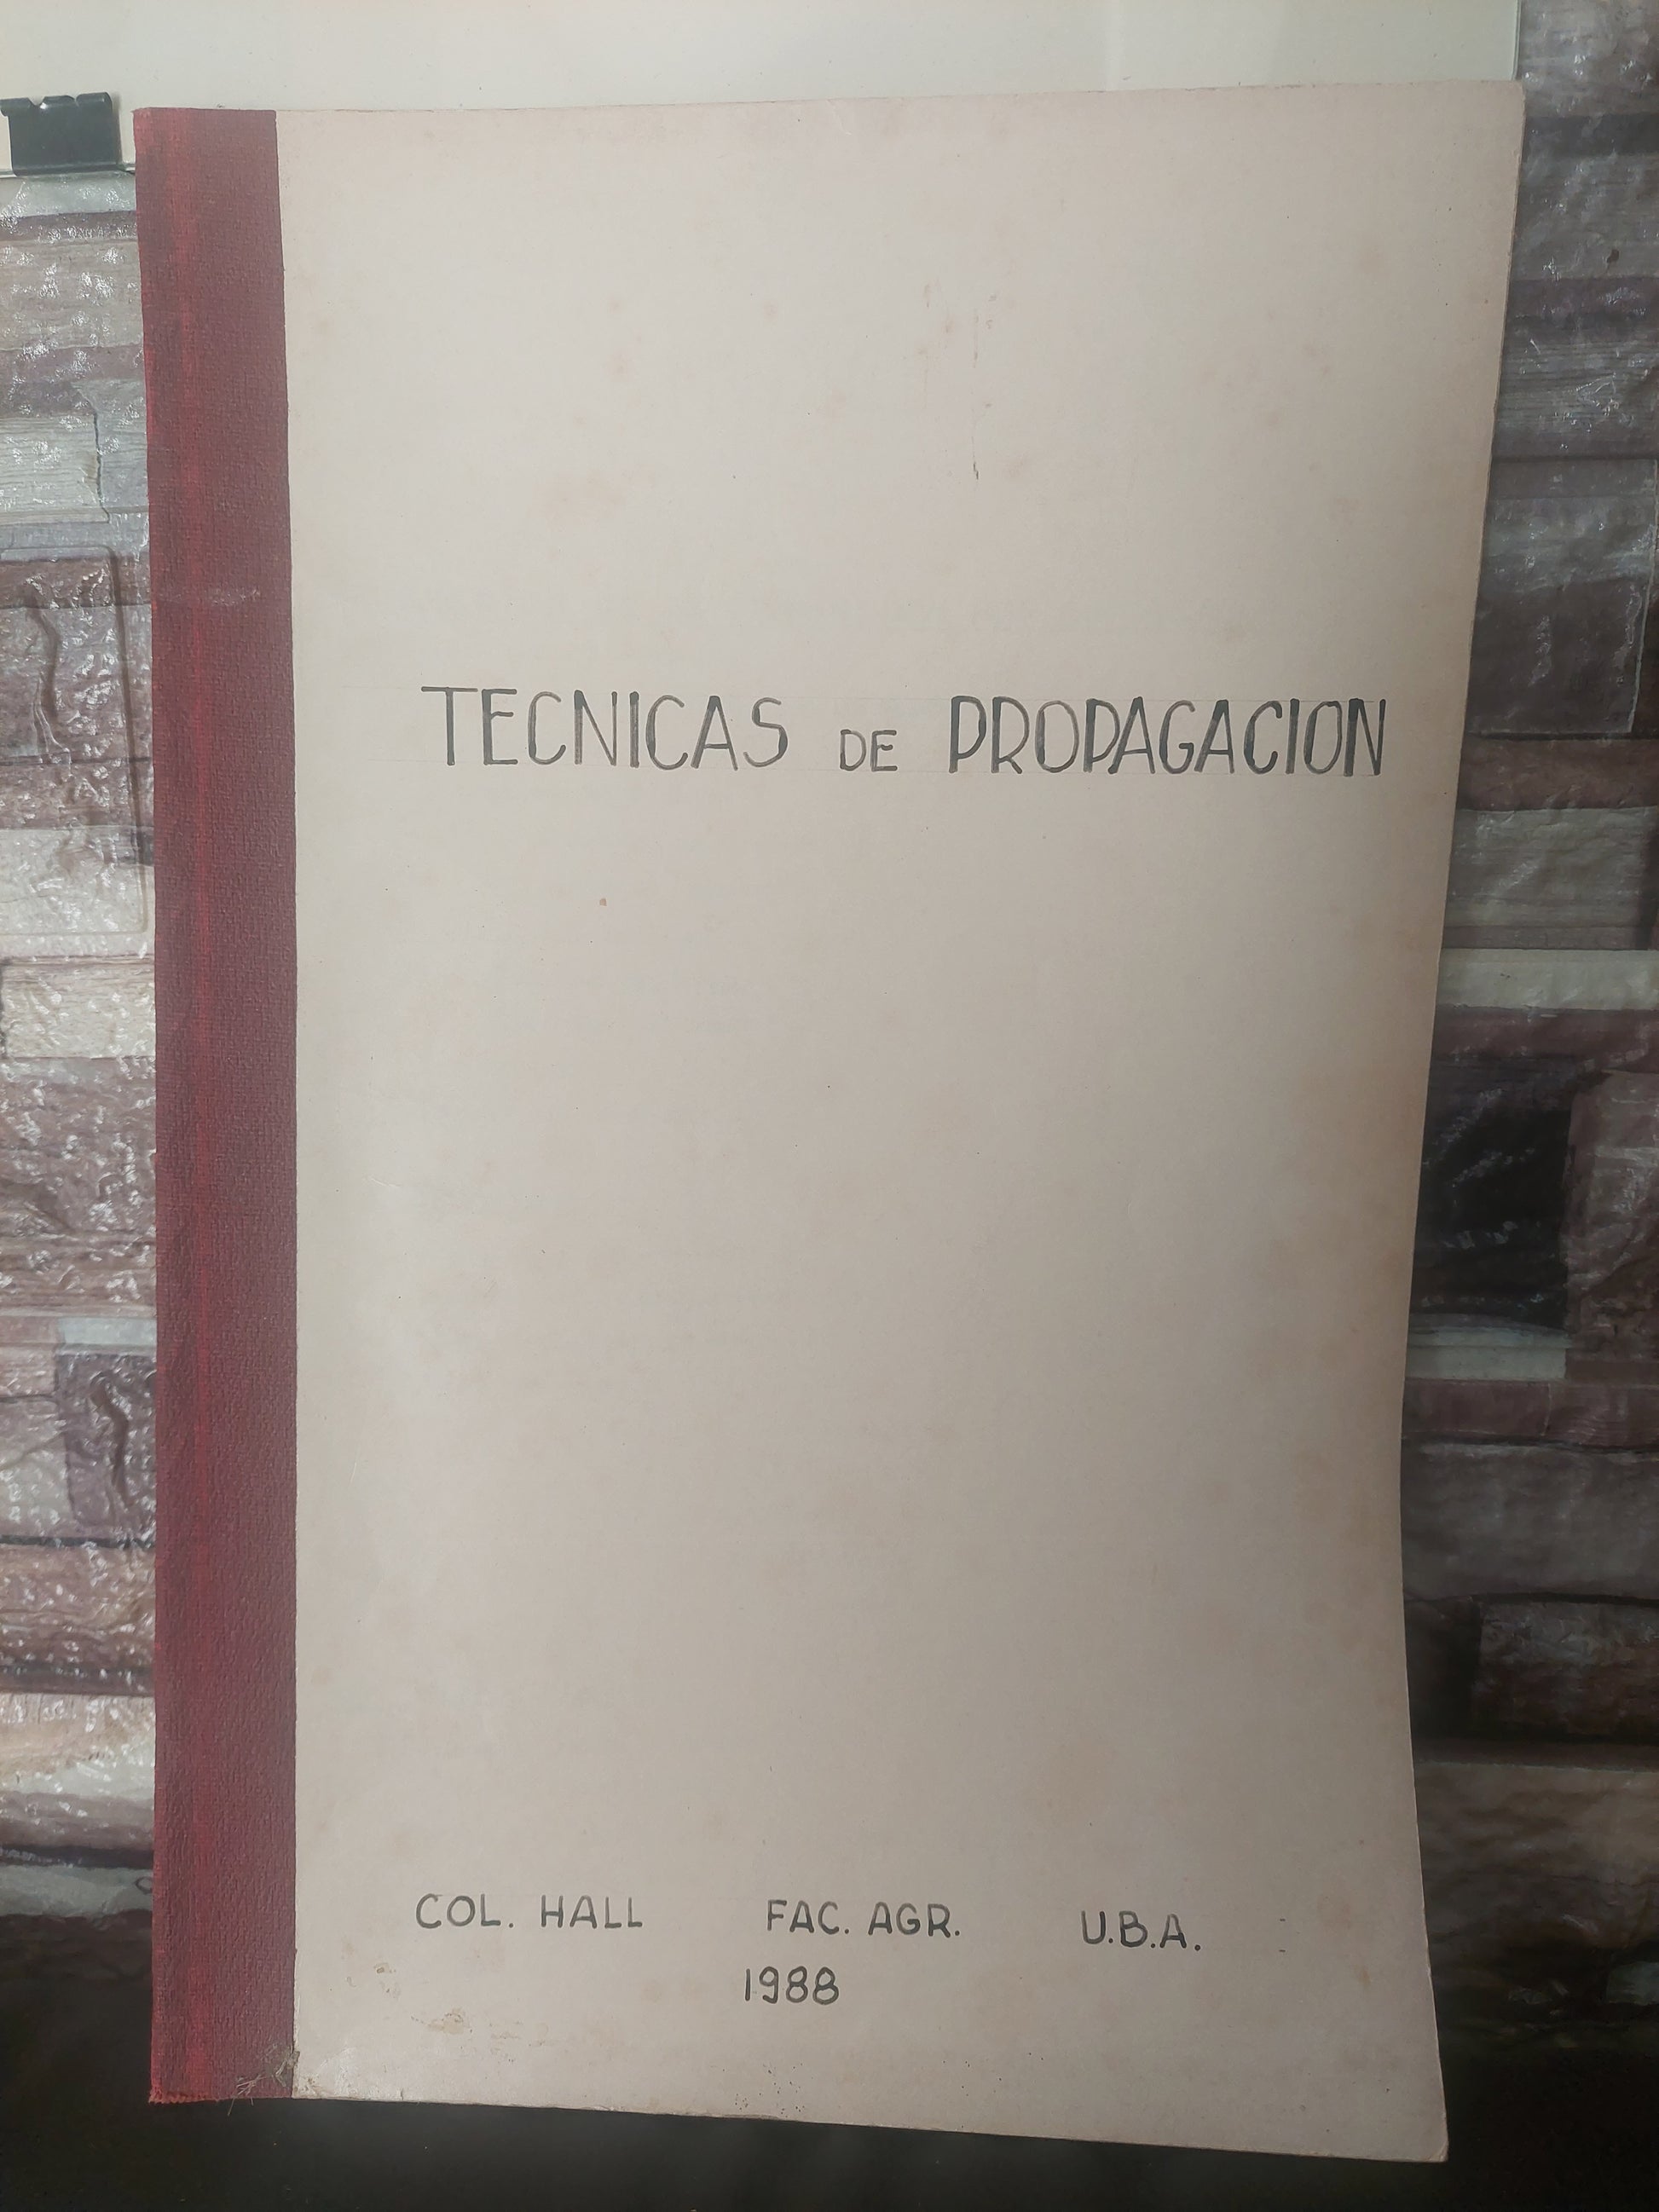 TECNICAS DE PROPAGACION
COL. HALL FAC. AGR. U.B.A.
1988